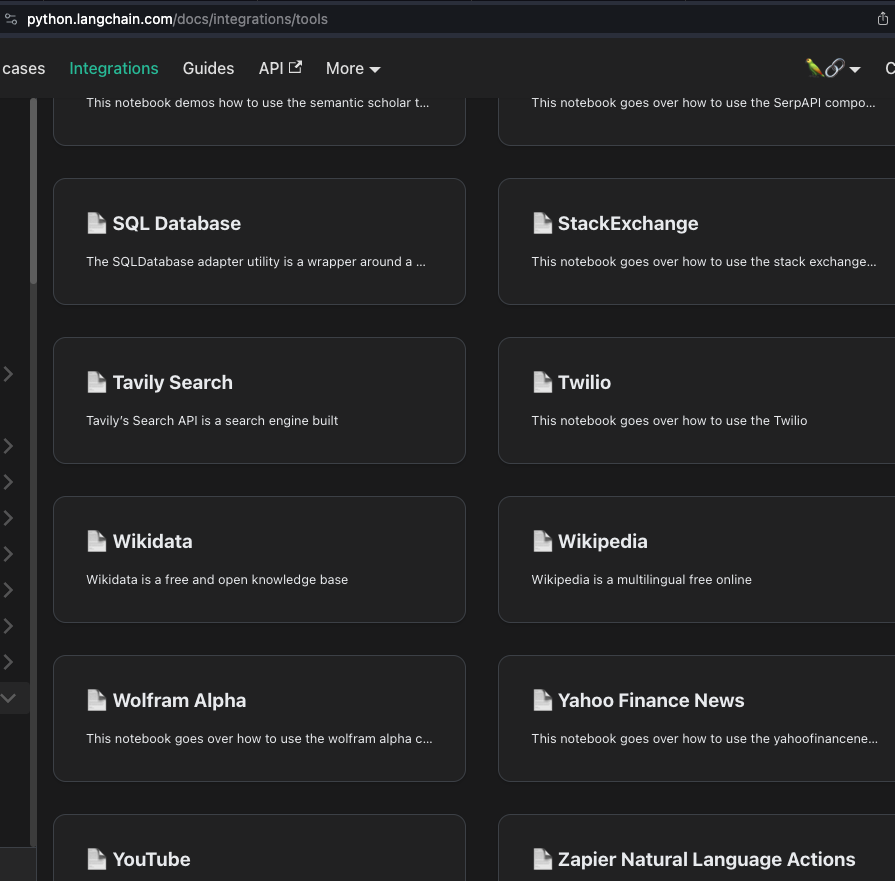 python.langchain.com/docs/integrations/tools
cases Integrations Guides API More C
This notebook demos how to use the semantic scholar t...
This notebook goes over how to use the SerpAPI compo...
SQL Database
The SQLDatabase adapter utility is a wrapper around a ...
StackExchange
This notebook goes over how to use the stack exchange...
Tavily Search
Tavily’s Search API is a search engine built
Twilio
This notebook goes over how to use the Twilio
Wikidata
Wikidata is a free and open knowledge base
Wikipedia
Wikipedia is a multilingual free online
Wolfram Alpha
This notebook goes over how to use the wolfram alpha c...
Yahoo Finance News
This notebook goes over how to use the yahoofinancene...
YouTube
Zapier Natural Language Actions